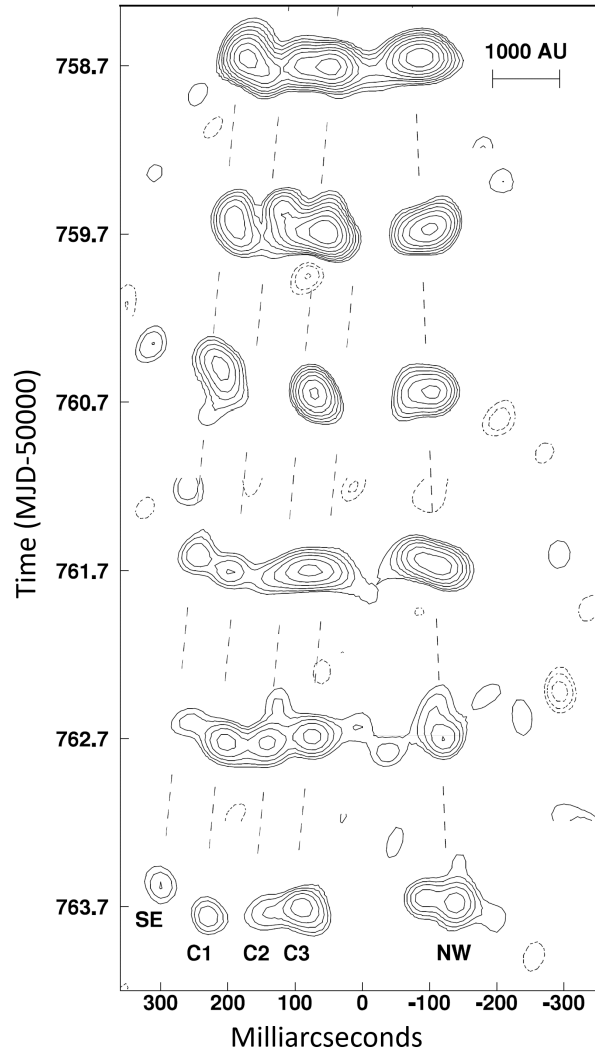 1000 AU
758.7
759.7
760.7
761.7
762.7
763.7
Time (MJD-50000)
SE
C1
C2
C3
NW
300 200 100 0 -100 -200 -300
Milliarcseconds